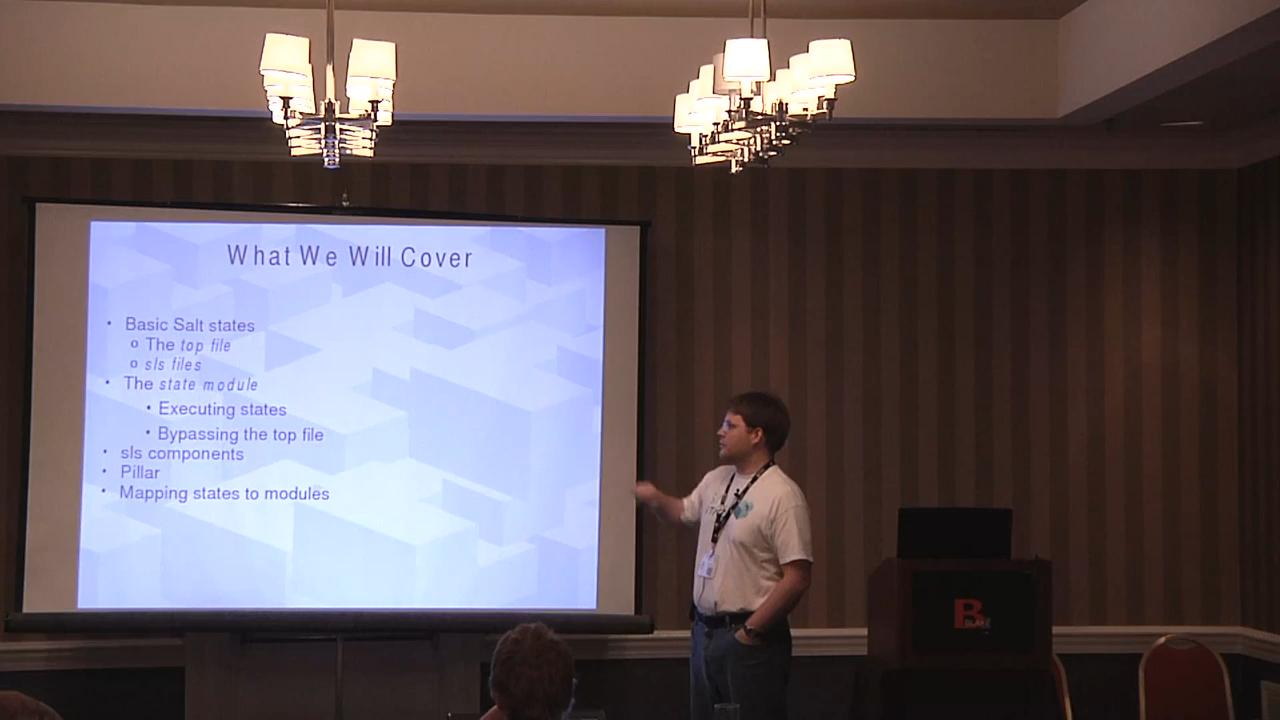 What We Will Cover
• Basic Salt states
o The top file
o sls files
• The state module
• Executing states
• Bypassing the top file
• sls components
• Pillar
• Mapping states to modules
B
BLAKE